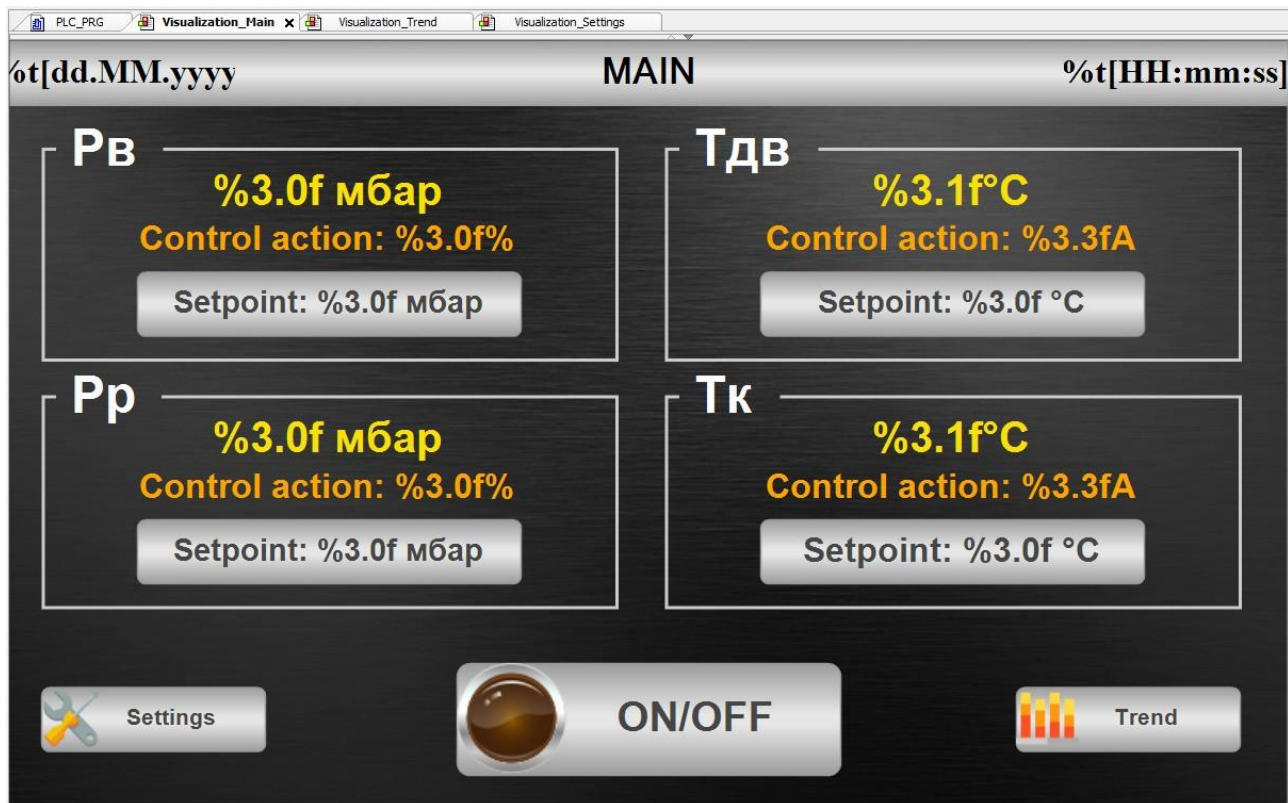 PLC_PRG Visualization_Main Visualization_Trend Visualization_Settings
%t[dd.MM.yyyy MAIN %t[HH:mm:ss]
Рв
%3.0f мбар
Control action: %3.0f%
Setpoint: %3.0f мбар
Тдв
%3.1f°C
Control action: %3.3fA
Setpoint: %3.0f °C
Рр
%3.0f мбар
Control action: %3.0f%
Setpoint: %3.0f мбар
Тк
%3.1f°C
Control action: %3.3fA
Setpoint: %3.0f °C
Settings
ON/OFF
Trend